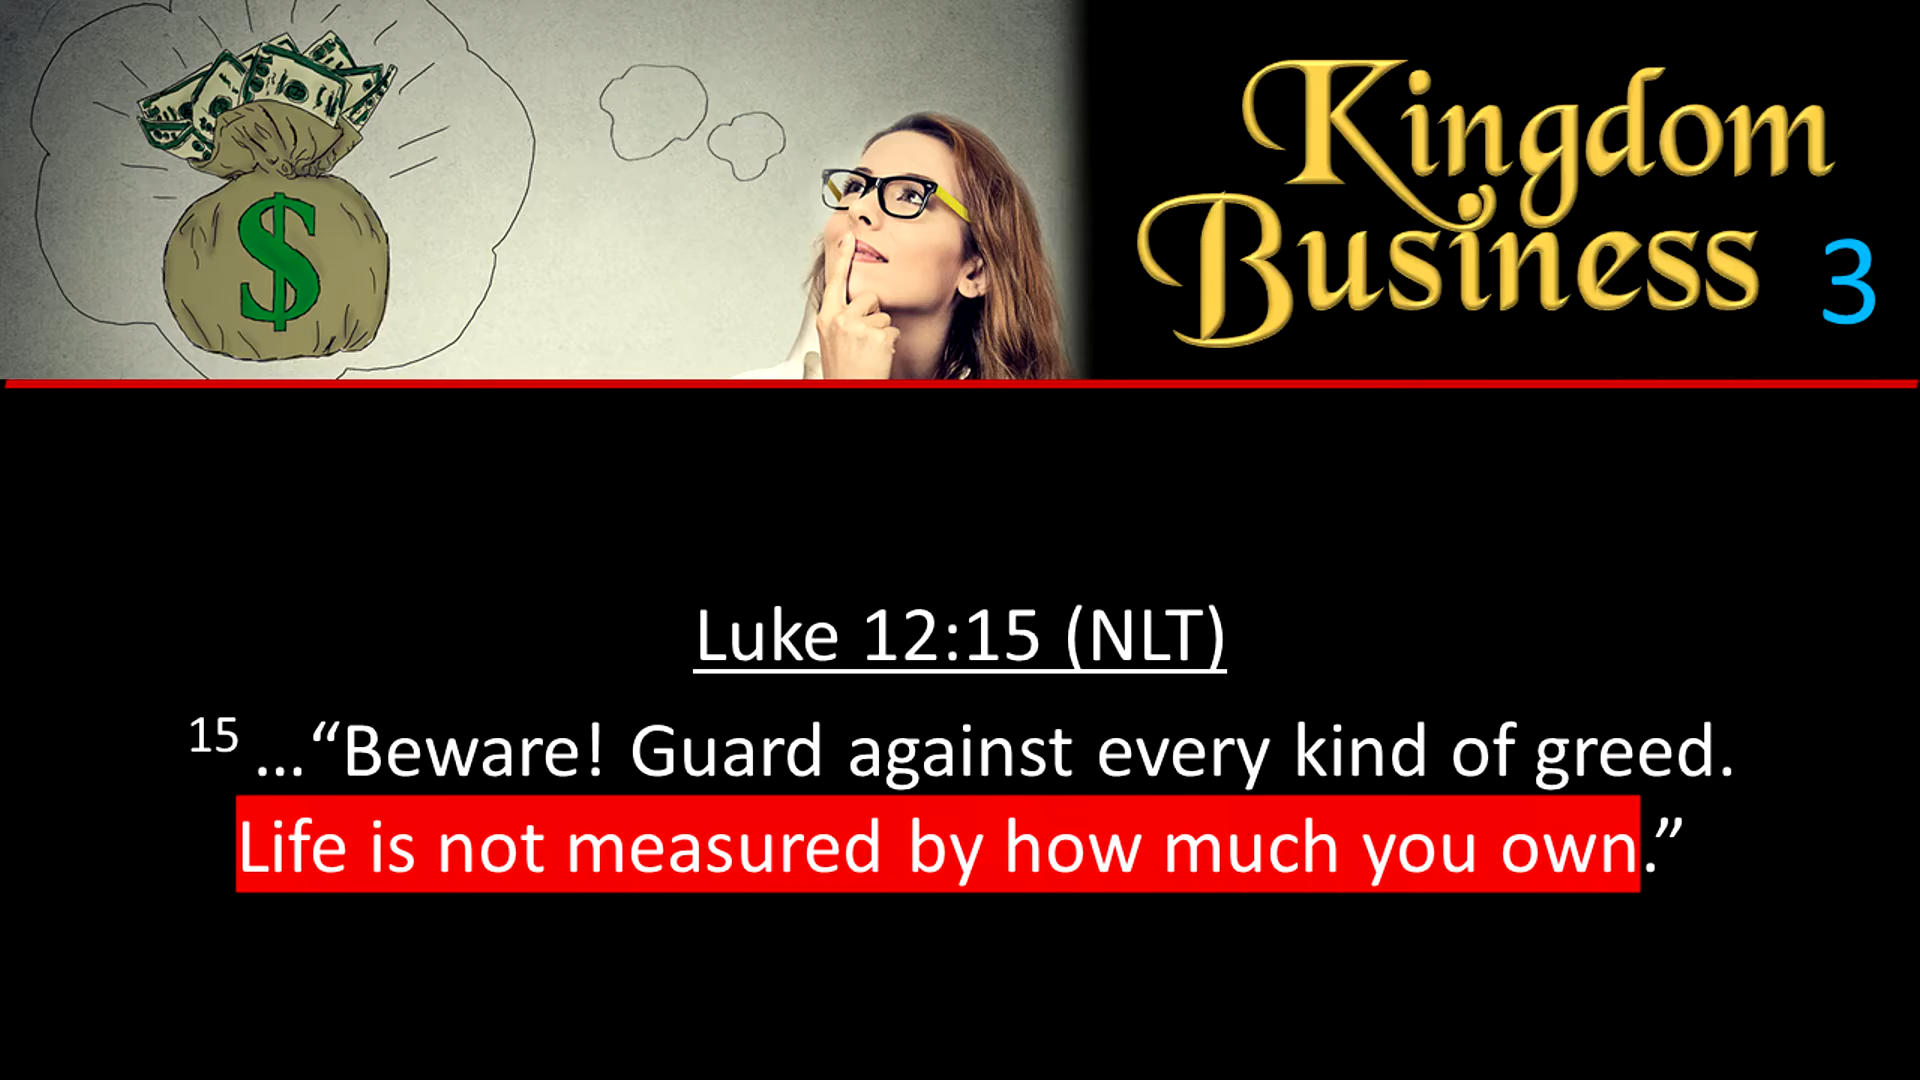 $
Kingdom
Business 3
Luke 12:15 (NLT)
15 ...“Beware! Guard against every kind of greed.
Life is not measured by how much you own.”